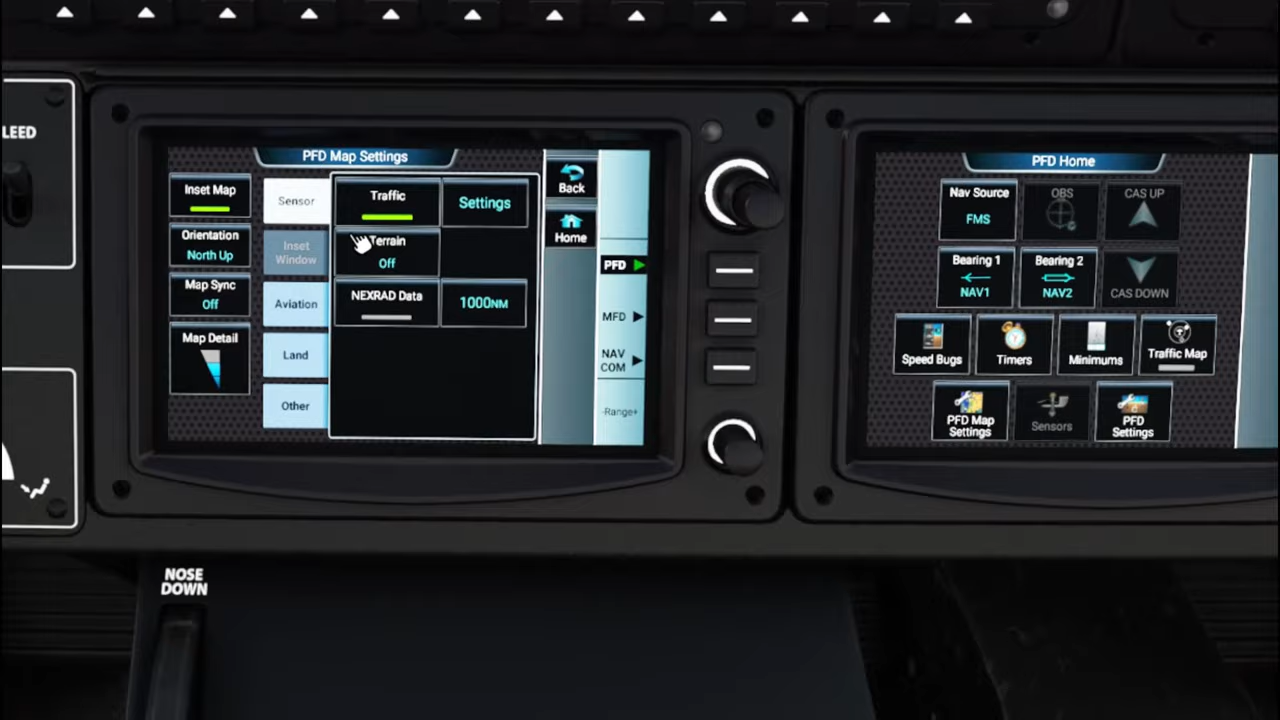 LEED
PFD Map Settings
Inset Map
Orientation
North Up
Map Sync
Off
Map Detail
Sensor
Inset
Window
Aviation
Land
Other
Traffic
Settings
Terrain
Off
NEXRAD Data
1000NM
Back
Home
PFD
MFD
NAV
COM
-Range+
PFD Home
Nav Source
FMS
OBS
CAS UP
Bearing 1
NAV1
Bearing 2
NAV2
CAS DOWN
Speed Bugs
Timers
Minimums
Traffic Map
PFD Map
Settings
Sensors
PFD
Settings
NOSE
DOWN